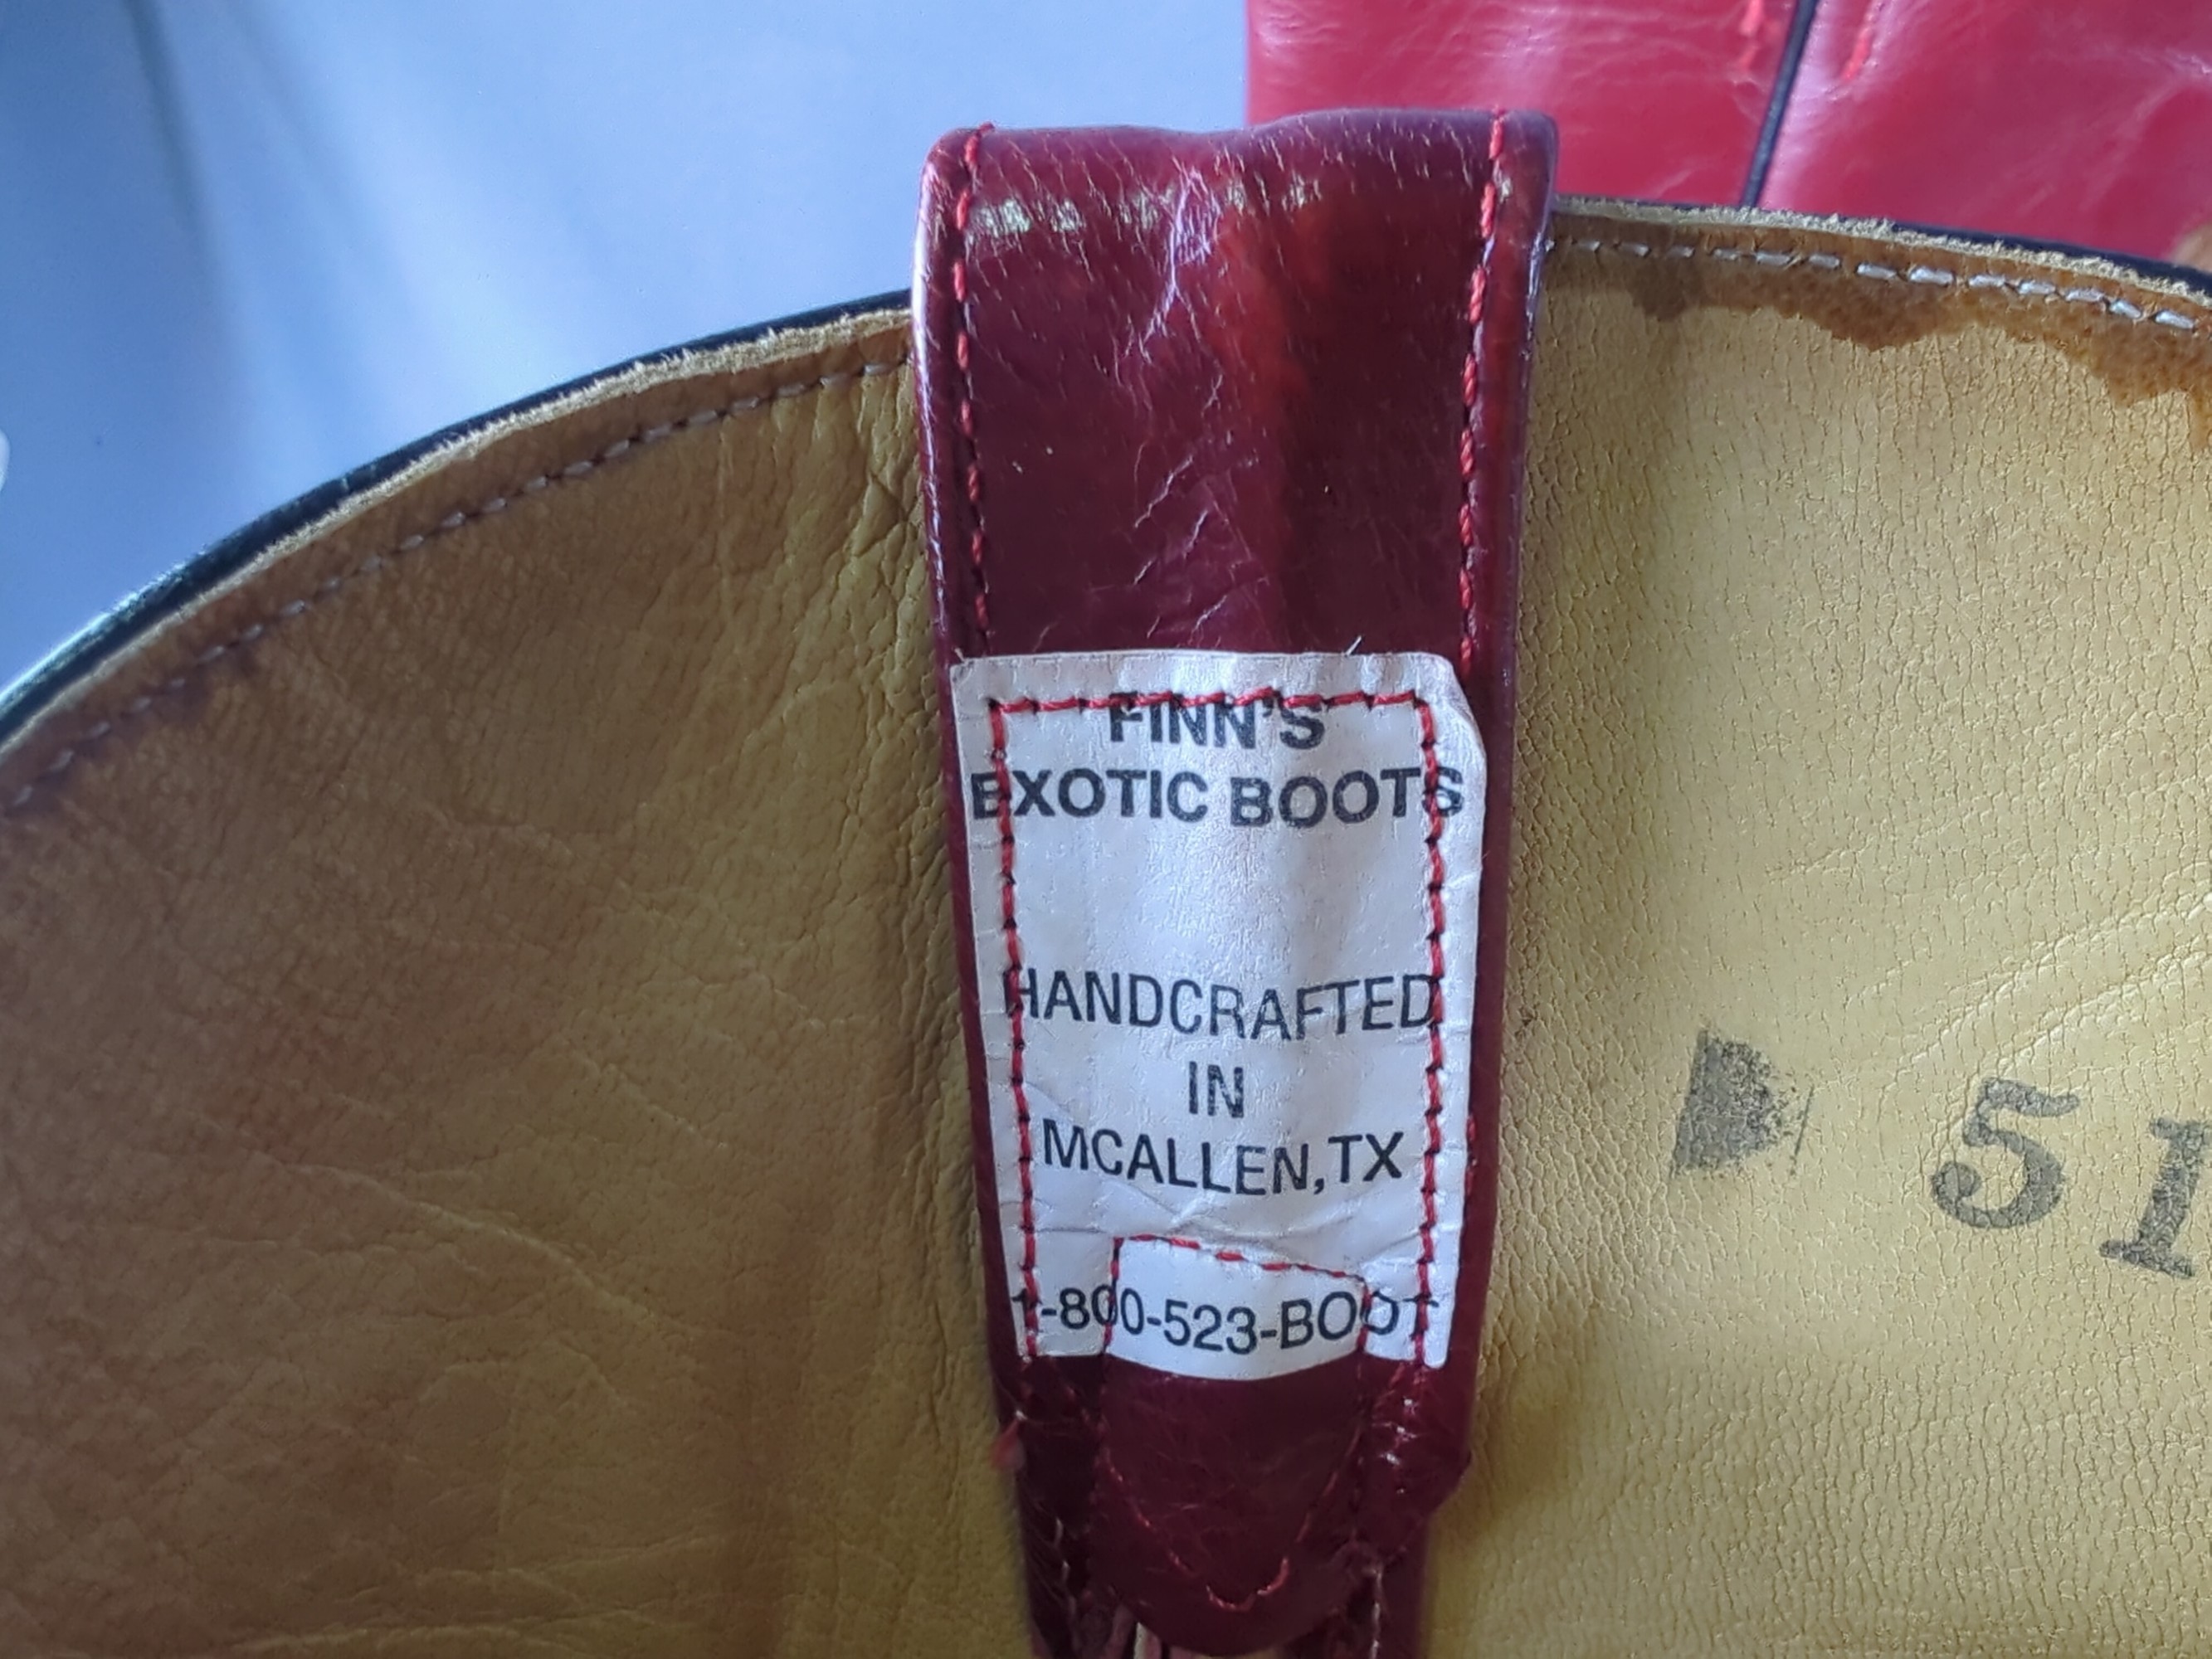 FINN'S
EXOTIC BOOTS
HANDCRAFTED
IN
MCALLEN,TX
1-800-523-BOOT
51